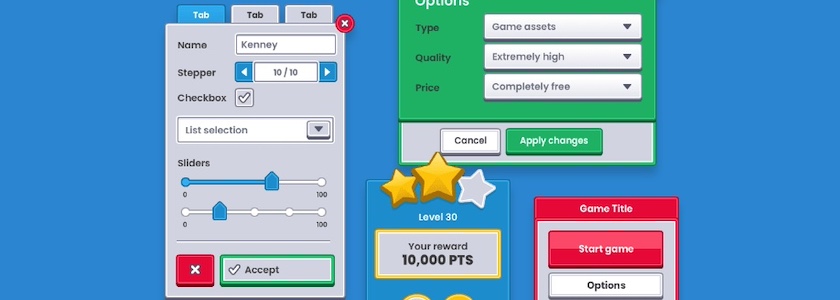 Tab
Tab
Tab
Name
Kenney
Stepper
10 / 10
Checkbox
List selection
Sliders
0
100
0
100
Accept
Options
Type
Game assets
Quality
Extremely high
Price
Completely free
Cancel
Apply changes
Level 30
Your reward
10,000 PTS
Game Title
Start game
Options